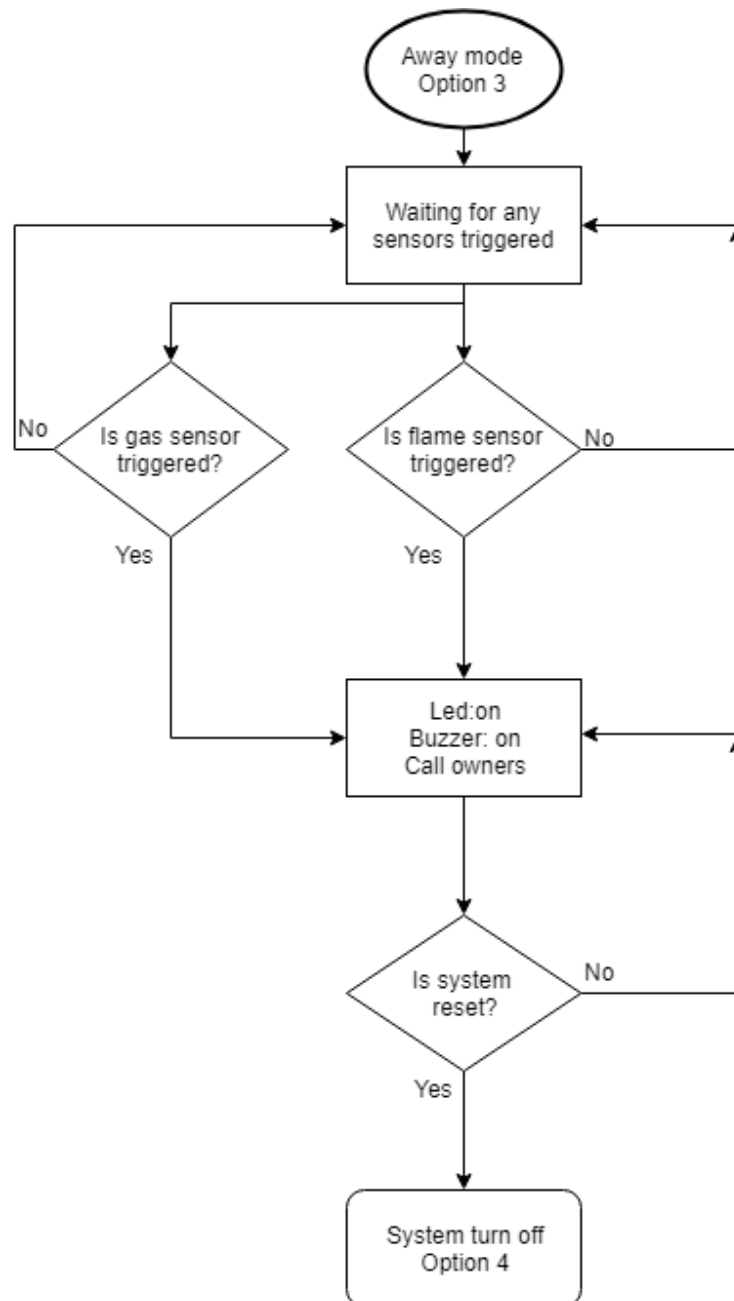 Away mode
Option 3
Waiting for any
sensors triggered
No
Is gas sensor
triggered?
Is flame sensor
triggered?
No
Yes
Yes
Led:on
Buzzer: on
Call owners
Is system
reset?
No
Yes
System turn off
Option 4